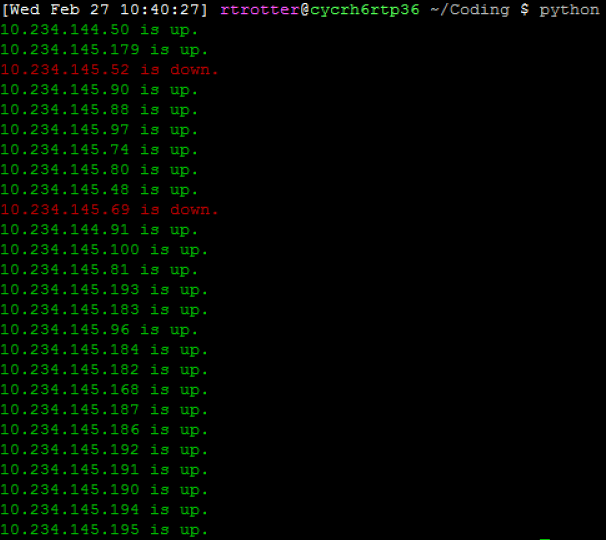 [Wed Feb 27 10:40:27] rtrotter@cycrh6rtp36 ~/Coding $ python
10.234.144.50 is up.
10.234.145.179 is up.
10.234.145.52 is down.
10.234.145.90 is up.
10.234.145.88 is up.
10.234.145.97 is up.
10.234.145.74 is up.
10.234.145.80 is up.
10.234.145.48 is up.
10.234.145.69 is down.
10.234.144.91 is up.
10.234.145.100 is up.
10.234.145.81 is up.
10.234.145.193 is up.
10.234.145.183 is up.
10.234.145.96 is up.
10.234.145.184 is up.
10.234.145.182 is up.
10.234.145.168 is up.
10.234.145.187 is up.
10.234.145.186 is up.
10.234.145.192 is up.
10.234.145.191 is up.
10.234.145.190 is up.
10.234.145.194 is up.
10.234.145.195 is up.